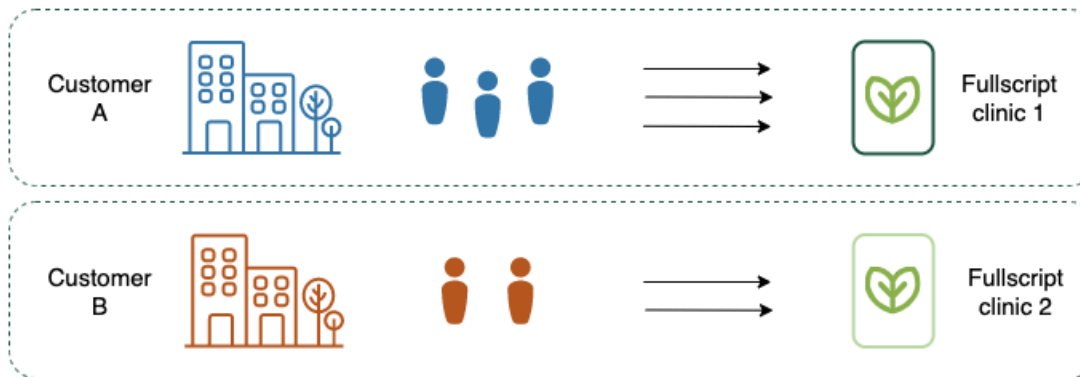 Customer
A
Fullscript
clinic 1
Customer
B
Fullscript
clinic 2